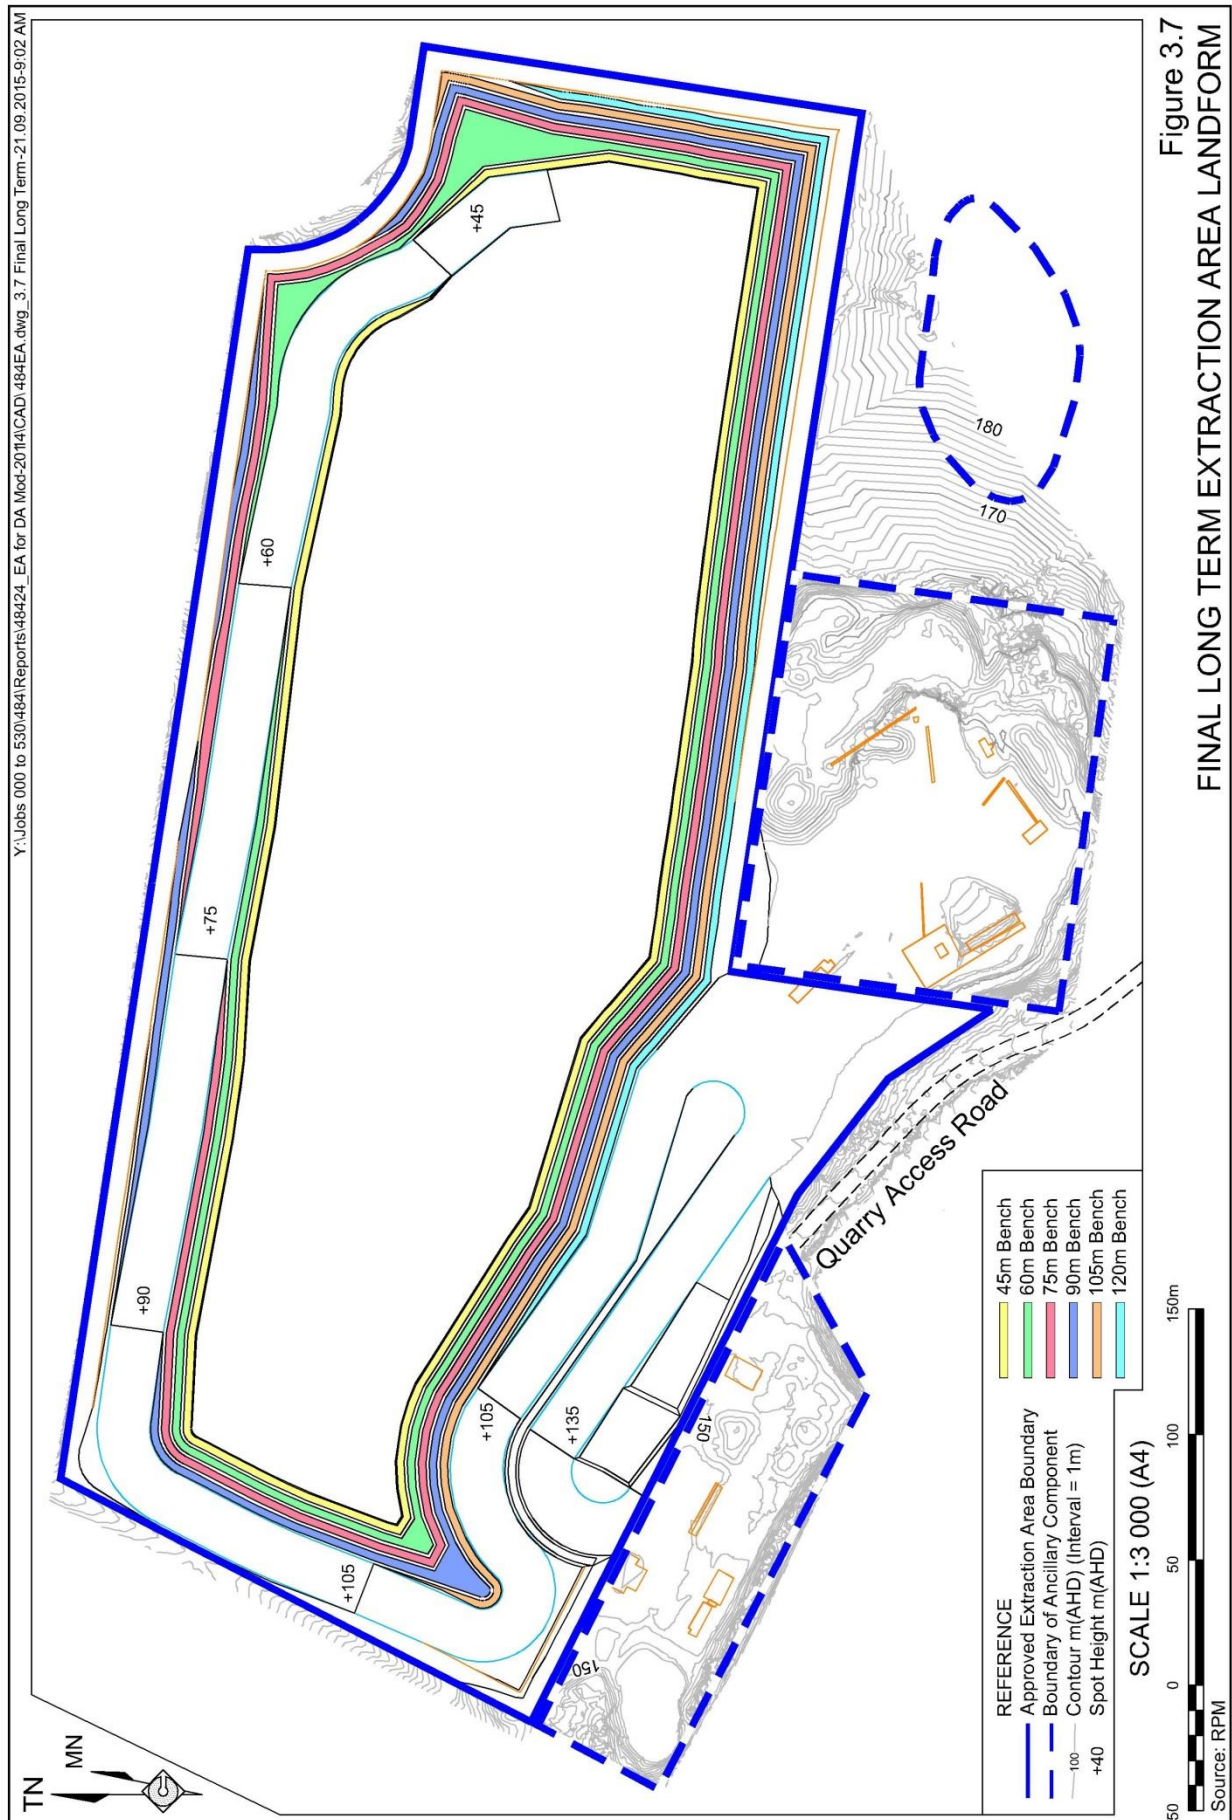 Y:\Jobs 000 to 530\484\Reports\48424_EA for DA Mod-2014\CAD\484EA.dwg_3.7 Final Long Term-21.09.2015-9:02 AM
TN
MN
+90
+75
+60
+45
+105
+105
+135
150
150
170
180
Quarry Access Road
REFERENCE
Approved Extraction Area Boundary
Boundary of Ancillary Component
100 Contour m(AHD) (Interval = 1m)
+40 Spot Height m(AHD)
45m Bench
60m Bench
75m Bench
90m Bench
105m Bench
120m Bench
SCALE 1:3 000 (A4)
50 0 50 100 150m
Source: RPM
Figure 3.7
FINAL LONG TERM EXTRACTION AREA LANDFORM